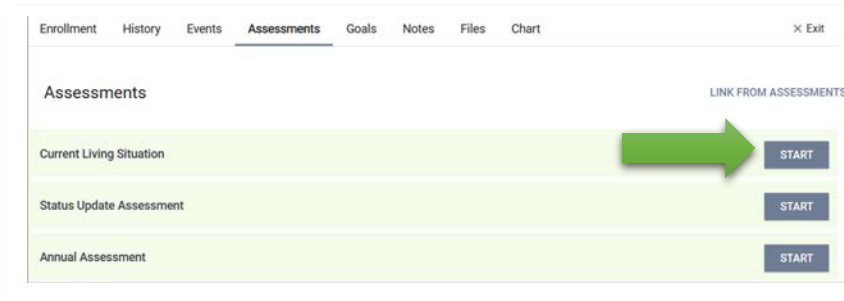 Enrollment History Events Assessments Goals Notes Files Chart × Exit
Assessments LINK FROM ASSESSMENTS
Current Living Situation START
Status Update Assessment START
Annual Assessment START